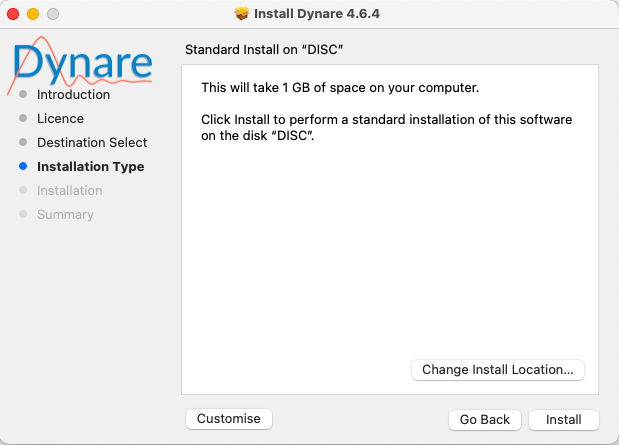 Install Dynare 4.6.4
Dynare
Introduction
Licence
Destination Select
Installation Type
Installation
Summary
Standard Install on “DISC”
This will take 1 GB of space on your computer.
Click Install to perform a standard installation of this software
on the disk “DISC”.
Change Install Location...
Customise
Go Back
Install